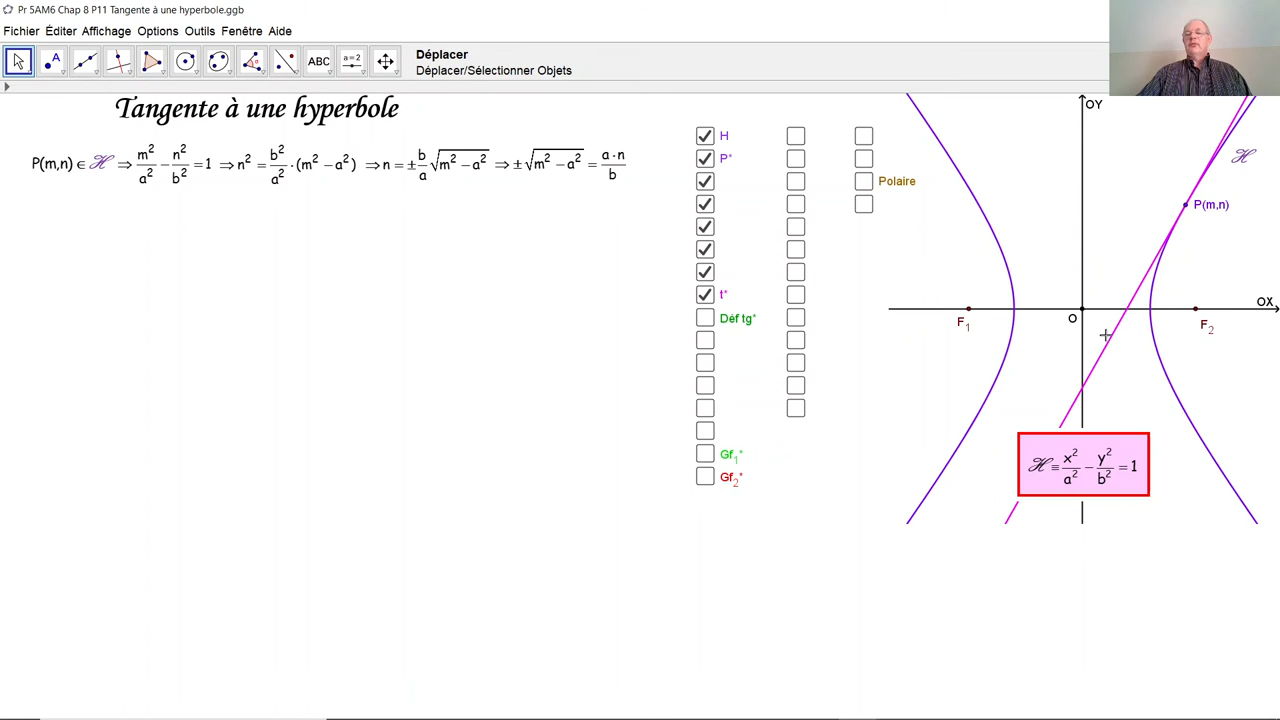 Pr 5AM6 Chap 8 P11 Tangente à une hyperbole.ggb
Fichier Éditer Affichage Options Outils Fenêtre Aide
A ABC a=2
Déplacer
Déplacer/Sélectionner Objets
Tangente à une hyperbole
P(m,n) ∈ ℋ ⇒ m²/a² − n²/b² = 1 ⇒ n² = b²/a² · (m² − a²) ⇒ n = ± b/a √(m² − a²) ⇒ ± √(m² − a²) = a·n/b
H
P*
Polaire
t*
Déf tg*
Gf₁*
Gf₂*
OY
ℋ
P(m,n)
OX
O
F₁
F₂
ℋ ≡ x²/a² − y²/b² = 1